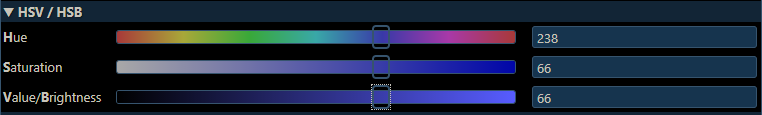 ▼ HSV / HSB
Hue 238
Saturation 66
Value/Brightness 66